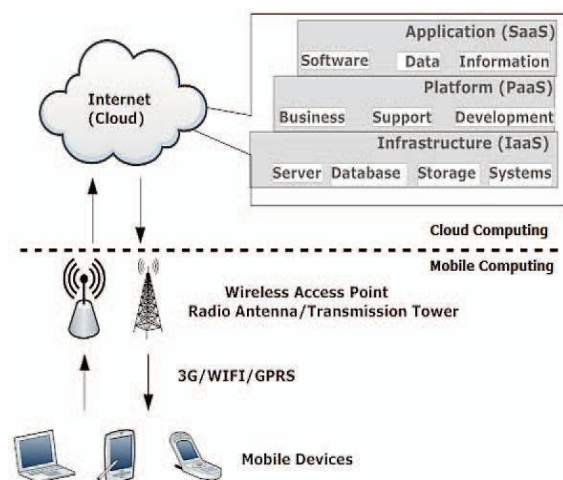 Application (SaaS)
Software Data Information
Platform (PaaS)
Business Support Development
Infrastructure (IaaS)
Server Database Storage Systems
Internet
(Cloud)
Cloud Computing
Mobile Computing
Wireless Access Point
Radio Antenna/Transmission Tower
3G/WIFI/GPRS
Mobile Devices